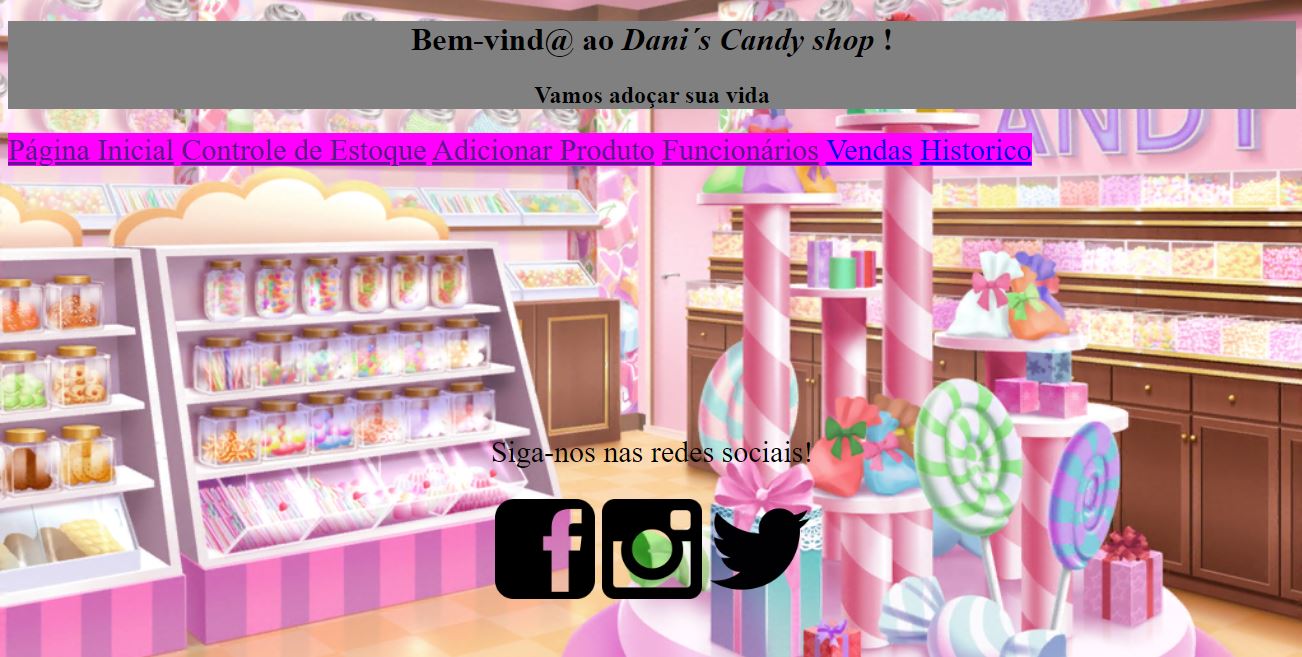 Bem-vind@ ao Dani´s Candy shop !
Vamos adoçar sua vida
ANDY
Página Inicial Controle de Estoque Adicionar Produto Funcionários Vendas Historico
Siga-nos nas redes sociais!